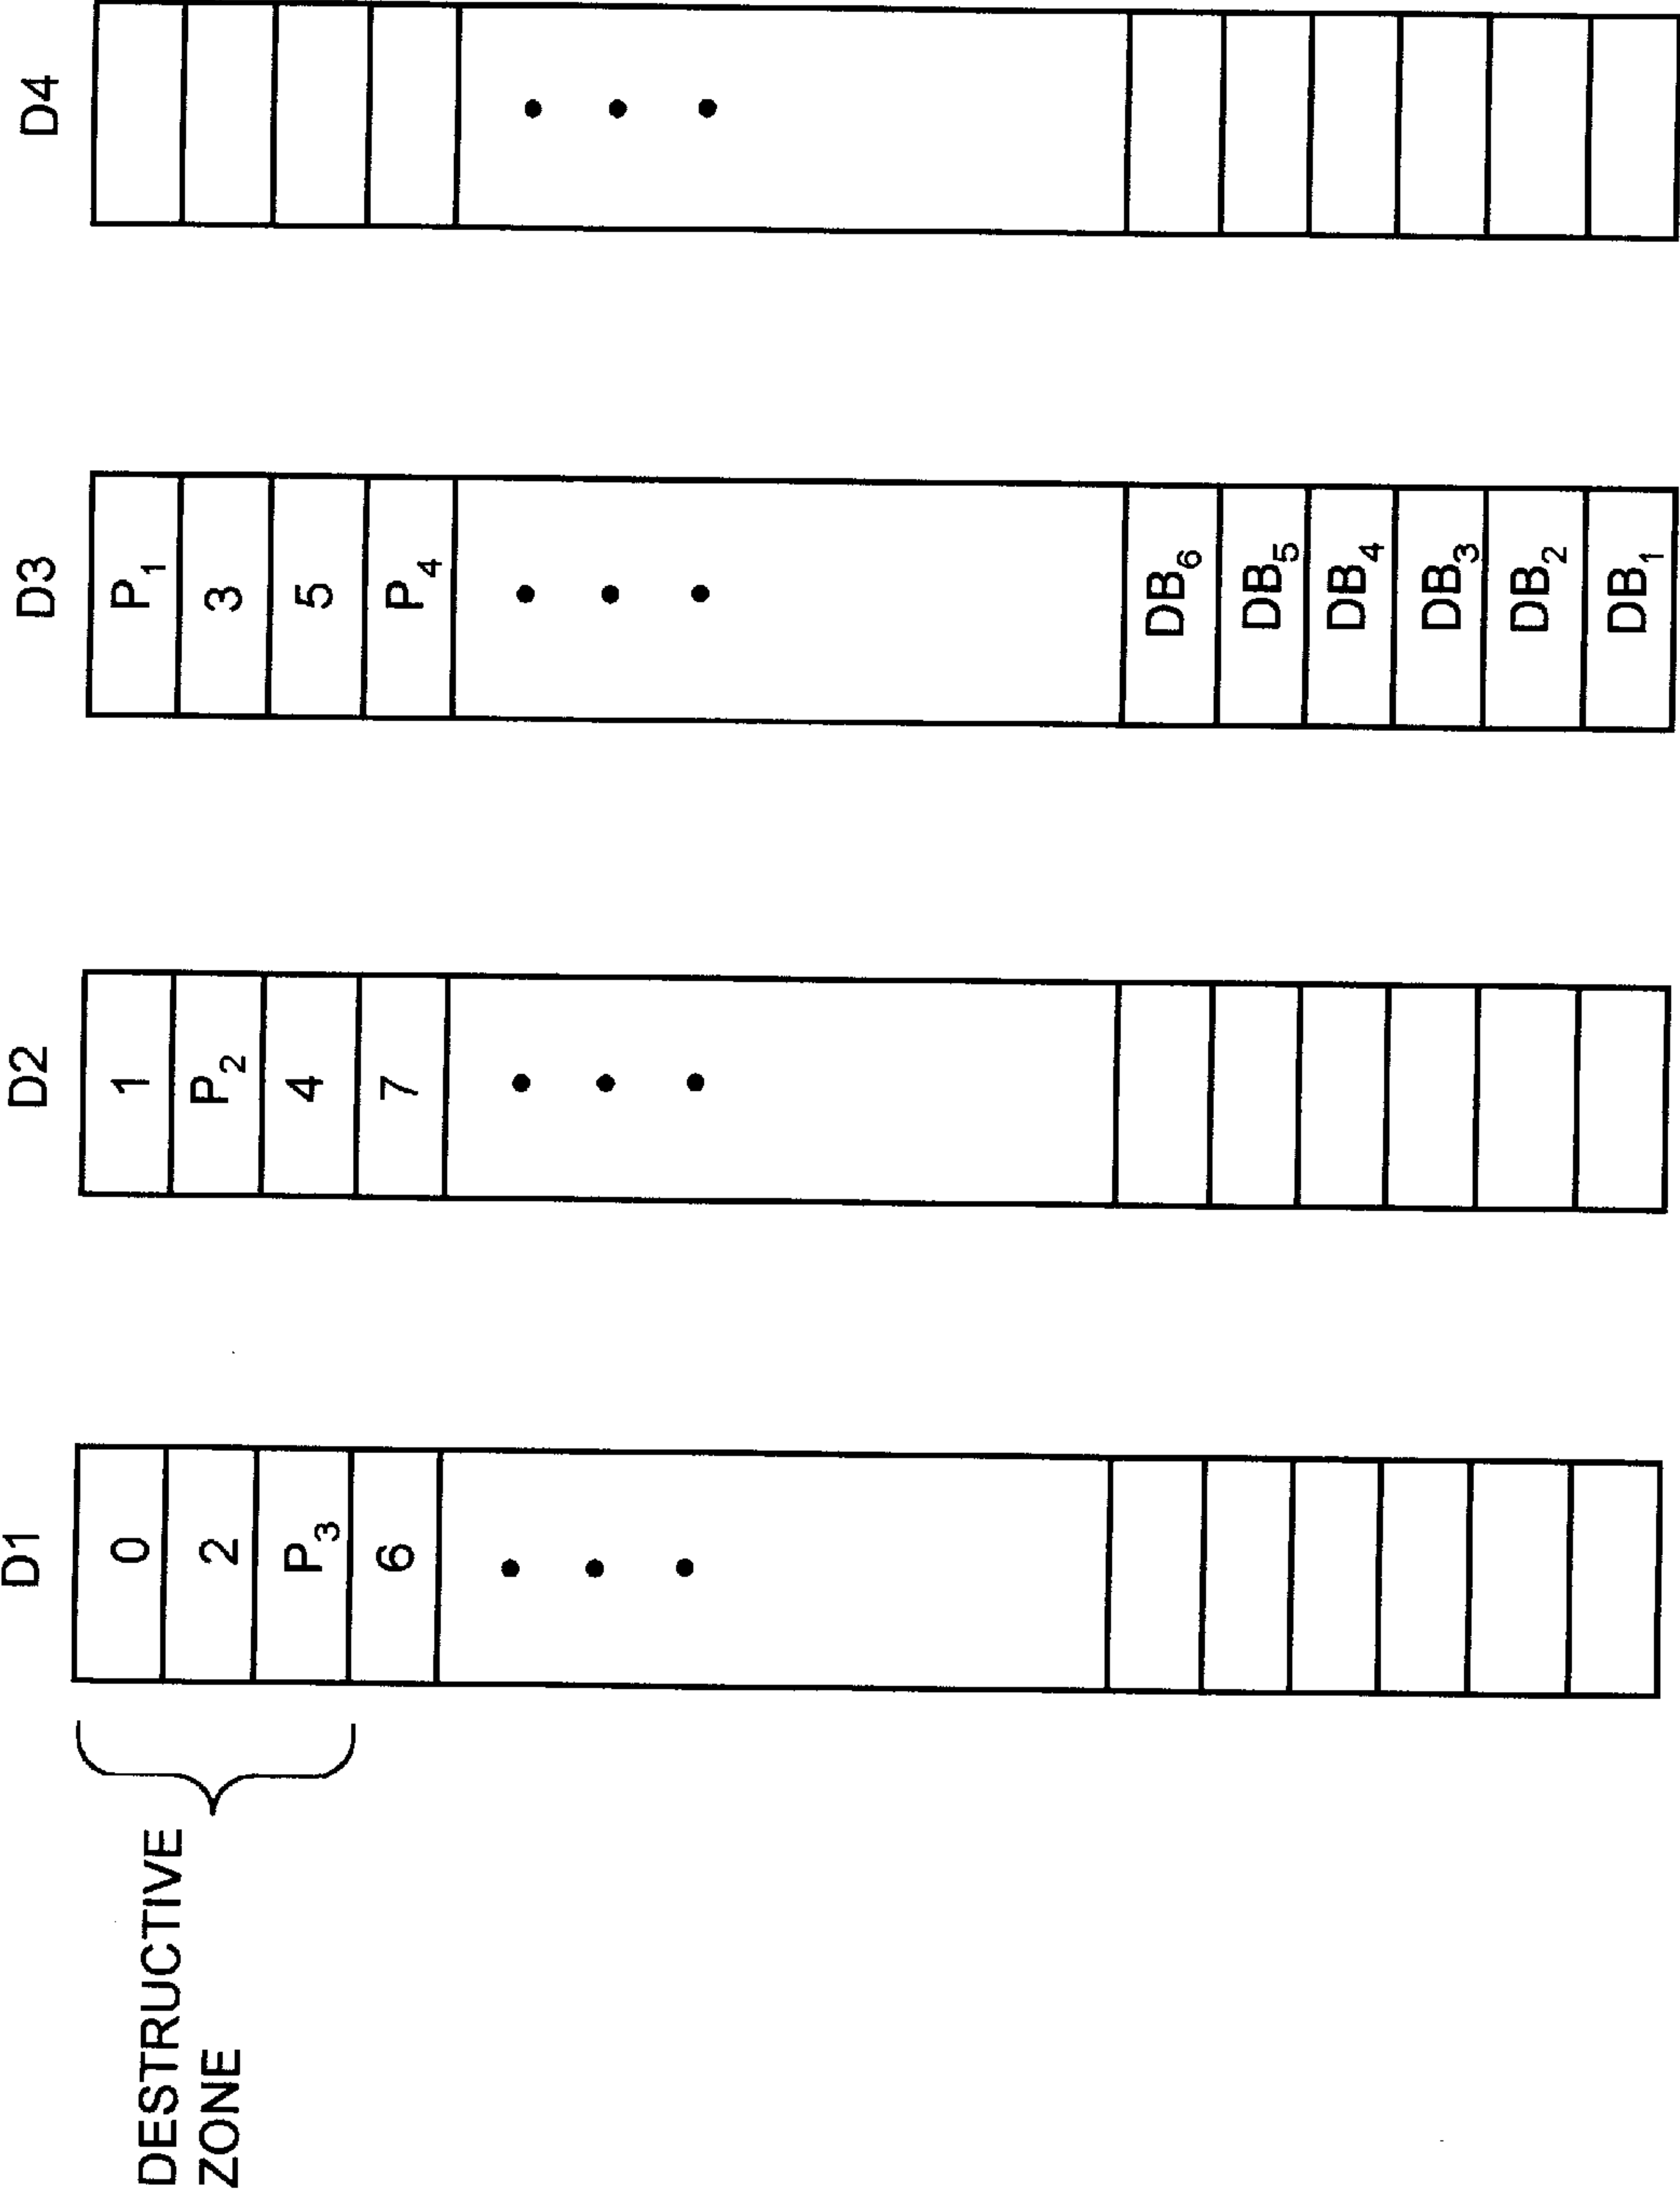 D1 D2 D3 D4
DESTRUCTIVE
ZONE
0 1 P₁
2 P₂ 3
P₃ 4 5
6 7 P₄
DB₆
DB₅
DB₄
DB₃
DB₂
DB₁